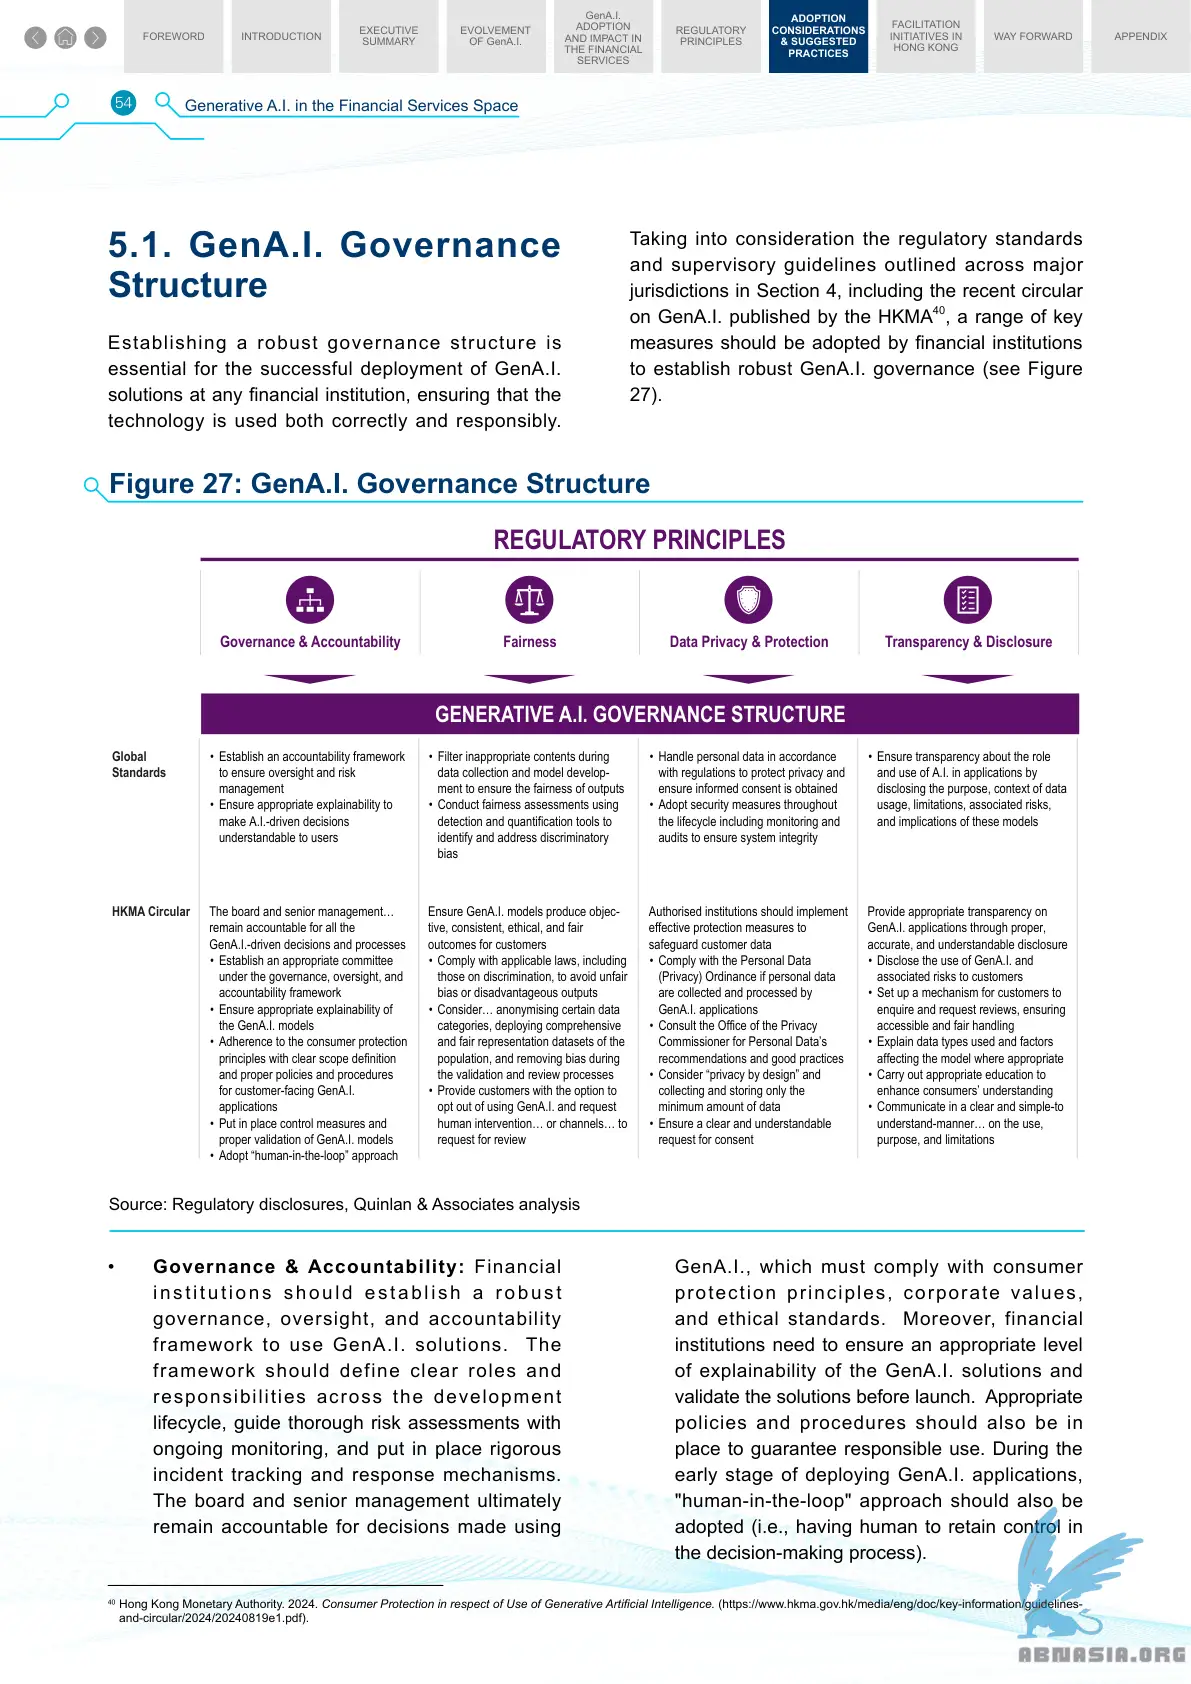 FOREWORD
INTRODUCTION
EXECUTIVE
SUMMARY
EVOLVEMENT
OF GenA.I.
GenA.I.
ADOPTION
AND IMPACT IN
THE FINANCIAL
SERVICES
REGULATORY
PRINCIPLES
ADOPTION
CONSIDERATIONS
& SUGGESTED
PRACTICES
FACILITATION
INITIATIVES IN
HONG KONG
WAY FORWARD
APPENDIX
54
Generative A.I. in the Financial Services Space
5.1. GenA.I. Governance
Structure
Establishing a robust governance structure is
essential for the successful deployment of GenA.I.
solutions at any financial institution, ensuring that the
technology is used both correctly and responsibly.
Taking into consideration the regulatory standards
and supervisory guidelines outlined across major
jurisdictions in Section 4, including the recent circular
on GenA.I. published by the HKMA40, a range of key
measures should be adopted by financial institutions
to establish robust GenA.I. governance (see Figure
27).
Figure 27: GenA.I. Governance Structure
REGULATORY PRINCIPLES
Governance & Accountability
Fairness
Data Privacy & Protection
Transparency & Disclosure
GENERATIVE A.I. GOVERNANCE STRUCTURE
Global
Standards
• Establish an accountability framework
to ensure oversight and risk
management
• Ensure appropriate explainability to
make A.I.-driven decisions
understandable to users
• Filter inappropriate contents during
data collection and model develop-
ment to ensure the fairness of outputs
• Conduct fairness assessments using
detection and quantification tools to
identify and address discriminatory
bias
• Handle personal data in accordance
with regulations to protect privacy and
ensure informed consent is obtained
• Adopt security measures throughout
the lifecycle including monitoring and
audits to ensure system integrity
• Ensure transparency about the role
and use of A.I. in applications by
disclosing the purpose, context of data
usage, limitations, associated risks,
and implications of these models
HKMA Circular
The board and senior management…
remain accountable for all the
GenA.I.-driven decisions and processes
• Establish an appropriate committee
under the governance, oversight, and
accountability framework
• Ensure appropriate explainability of
the GenA.I. models
• Adherence to the consumer protection
principles with clear scope definition
and proper policies and procedures
for customer-facing GenA.I.
applications
• Put in place control measures and
proper validation of GenA.I. models
• Adopt “human-in-the-loop” approach
Ensure GenA.I. models produce objec-
tive, consistent, ethical, and fair
outcomes for customers
• Comply with applicable laws, including
those on discrimination, to avoid unfair
bias or disadvantageous outputs
• Consider… anonymising certain data
categories, deploying comprehensive
and fair representation datasets of the
population, and removing bias during
the validation and review processes
• Provide customers with the option to
opt out of using GenA.I. and request
human intervention… or channels… to
request for review
Authorised institutions should implement
effective protection measures to
safeguard customer data
• Comply with the Personal Data
(Privacy) Ordinance if personal data
are collected and processed by
GenA.I. applications
• Consult the Office of the Privacy
Commissioner for Personal Data’s
recommendations and good practices
• Consider “privacy by design” and
collecting and storing only the
minimum amount of data
• Ensure a clear and understandable
request for consent
Provide appropriate transparency on
GenA.I. applications through proper,
accurate, and understandable disclosure
• Disclose the use of GenA.I. and
associated risks to customers
• Set up a mechanism for customers to
enquire and request reviews, ensuring
accessible and fair handling
• Explain data types used and factors
affecting the model where appropriate
• Carry out appropriate education to
enhance consumers’ understanding
• Communicate in a clear and simple-to
understand-manner… on the use,
purpose, and limitations
Source: Regulatory disclosures, Quinlan & Associates analysis
• Governance & Accountability: Financial
institutions should establish a robust
governance, oversight, and accountability
framework to use GenA.I. solutions. The
framework should define clear roles and
responsibilities across the development
lifecycle, guide thorough risk assessments with
ongoing monitoring, and put in place rigorous
incident tracking and response mechanisms.
The board and senior management ultimately
remain accountable for decisions made using
GenA.I., which must comply with consumer
protection principles, corporate values,
and ethical standards. Moreover, financial
institutions need to ensure an appropriate level
of explainability of the GenA.I. solutions and
validate the solutions before launch. Appropriate
policies and procedures should also be in
place to guarantee responsible use. During the
early stage of deploying GenA.I. applications,
"human-in-the-loop" approach should also be
adopted (i.e., having human to retain control in
the decision-making process).
40 Hong Kong Monetary Authority. 2024. Consumer Protection in respect of Use of Generative Artificial Intelligence. (https://www.hkma.gov.hk/media/eng/doc/key-information/guidelines-
and-circular/2024/20240819e1.pdf).
ABNASIA.ORG